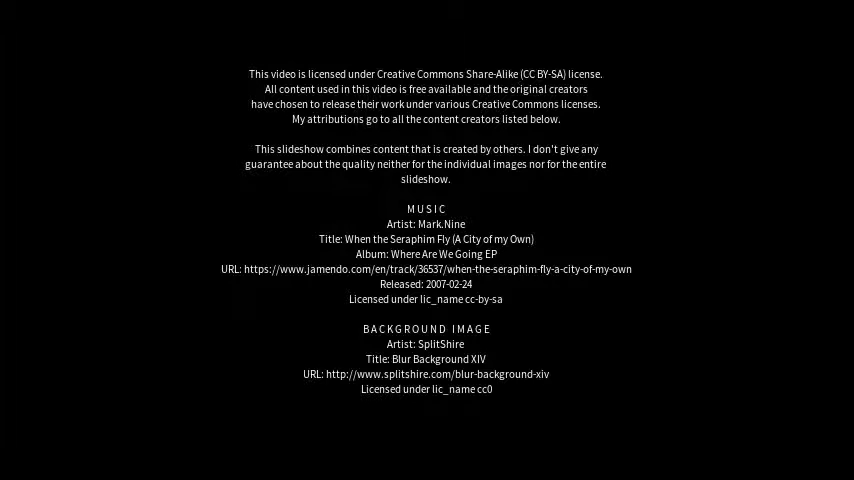 This video is licensed under Creative Commons Share-Alike (CC BY-SA) license.
All content used in this video is free available and the original creators
have chosen to release their work under various Creative Commons licenses.
My attributions go to all the content creators listed below.
This slideshow combines content that is created by others. I don't give any
guarantee about the quality neither for the individual images nor for the entire
slideshow.
MUSIC
Artist: Mark.Nine
Title: When the Seraphim Fly (A City of my Own)
Album: Where Are We Going EP
URL: https://www.jamendo.com/en/track/36537/when-the-seraphim-fly-a-city-of-my-own
Released: 2007-02-24
Licensed under lic_name cc-by-sa
BACKGROUND IMAGE
Artist: SplitShire
Title: Blur Background XIV
URL: http://www.splitshire.com/blur-background-xiv
Licensed under lic_name cc0